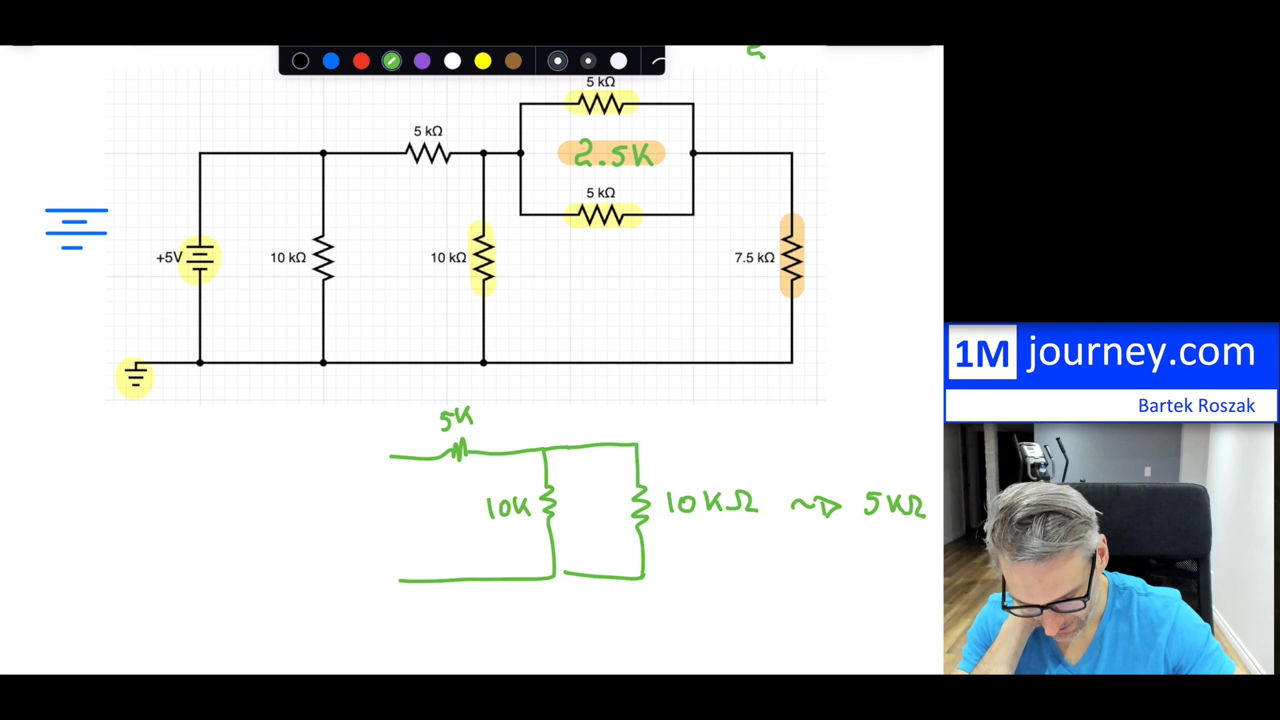 5 kΩ
5 kΩ
2.5K
5 kΩ
+5V
10 kΩ
10 kΩ
7.5 kΩ
5K
10K
10KΩ ~> 5KΩ
1M journey.com
Bartek Roszak